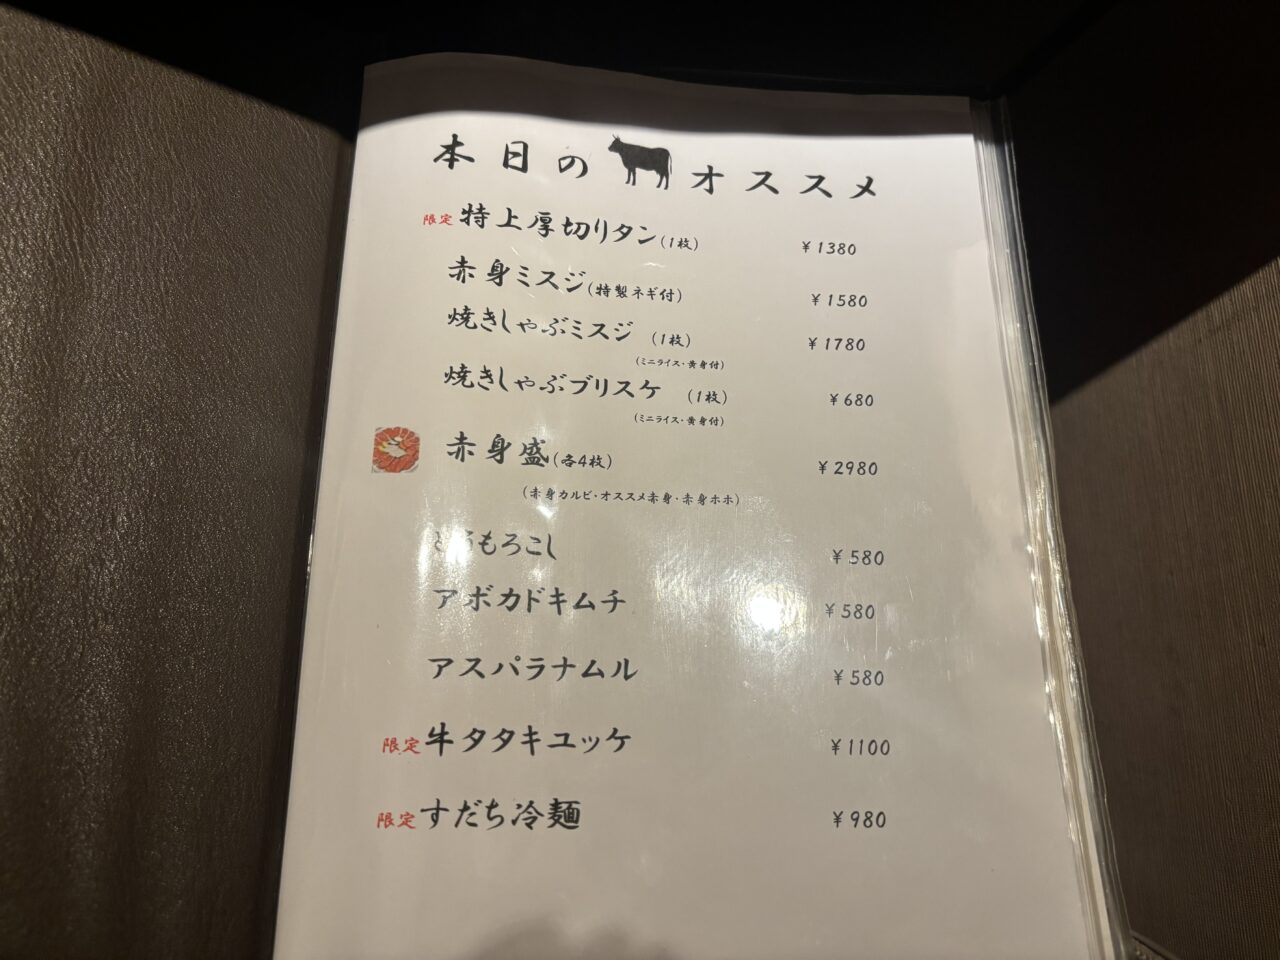 本日のオススメ
限定 特上厚切りタン(1枚) ¥1380
赤身ミスジ(特製ネギ付) ¥1580
焼きしゃぶミスジ (1枚) ¥1780
(ミニライス・黄身付)
焼きしゃぶブリスケ (1枚) ¥680
(ミニライス・黄身付)
赤身盛(各4枚) ¥2980
(赤身カルビ・オススメ赤身・赤身ホホ)
とうもろこし ¥580
アボカドキムチ ¥580
アスパラナムル ¥580
限定 牛タタキユッケ ¥1100
限定 すだち冷麺 ¥980